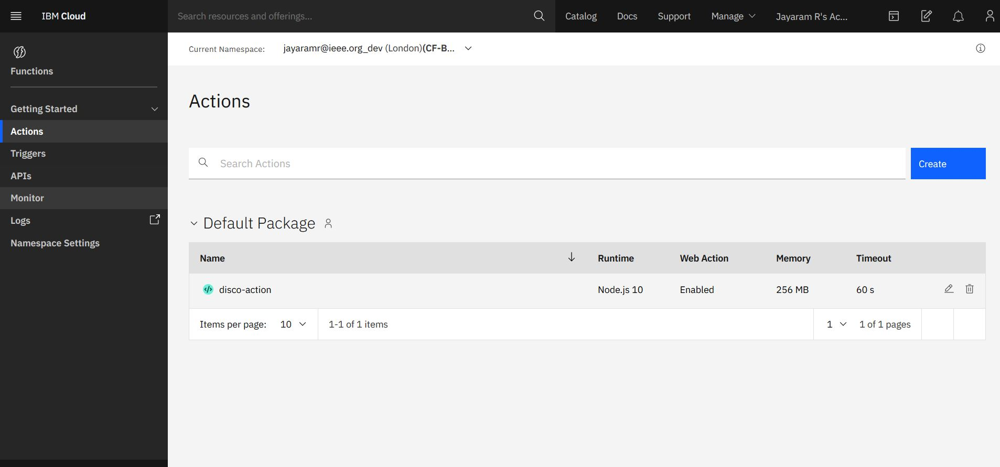 IBM Cloud
Search resources and offerings...
Catalog
Docs
Support
Manage
Jayaram R's Ac...
Functions
Getting Started
Actions
Triggers
APIs
Monitor
Logs
Namespace Settings
Current Namespace: jayaramr@ieee.org_dev (London)(CF-B...
Actions
Search Actions
Create
Default Package
Name Runtime Web Action Memory Timeout
disco-action Node.js 10 Enabled 256 MB 60 s
Items per page: 10 1-1 of 1 items 1 1 of 1 pages